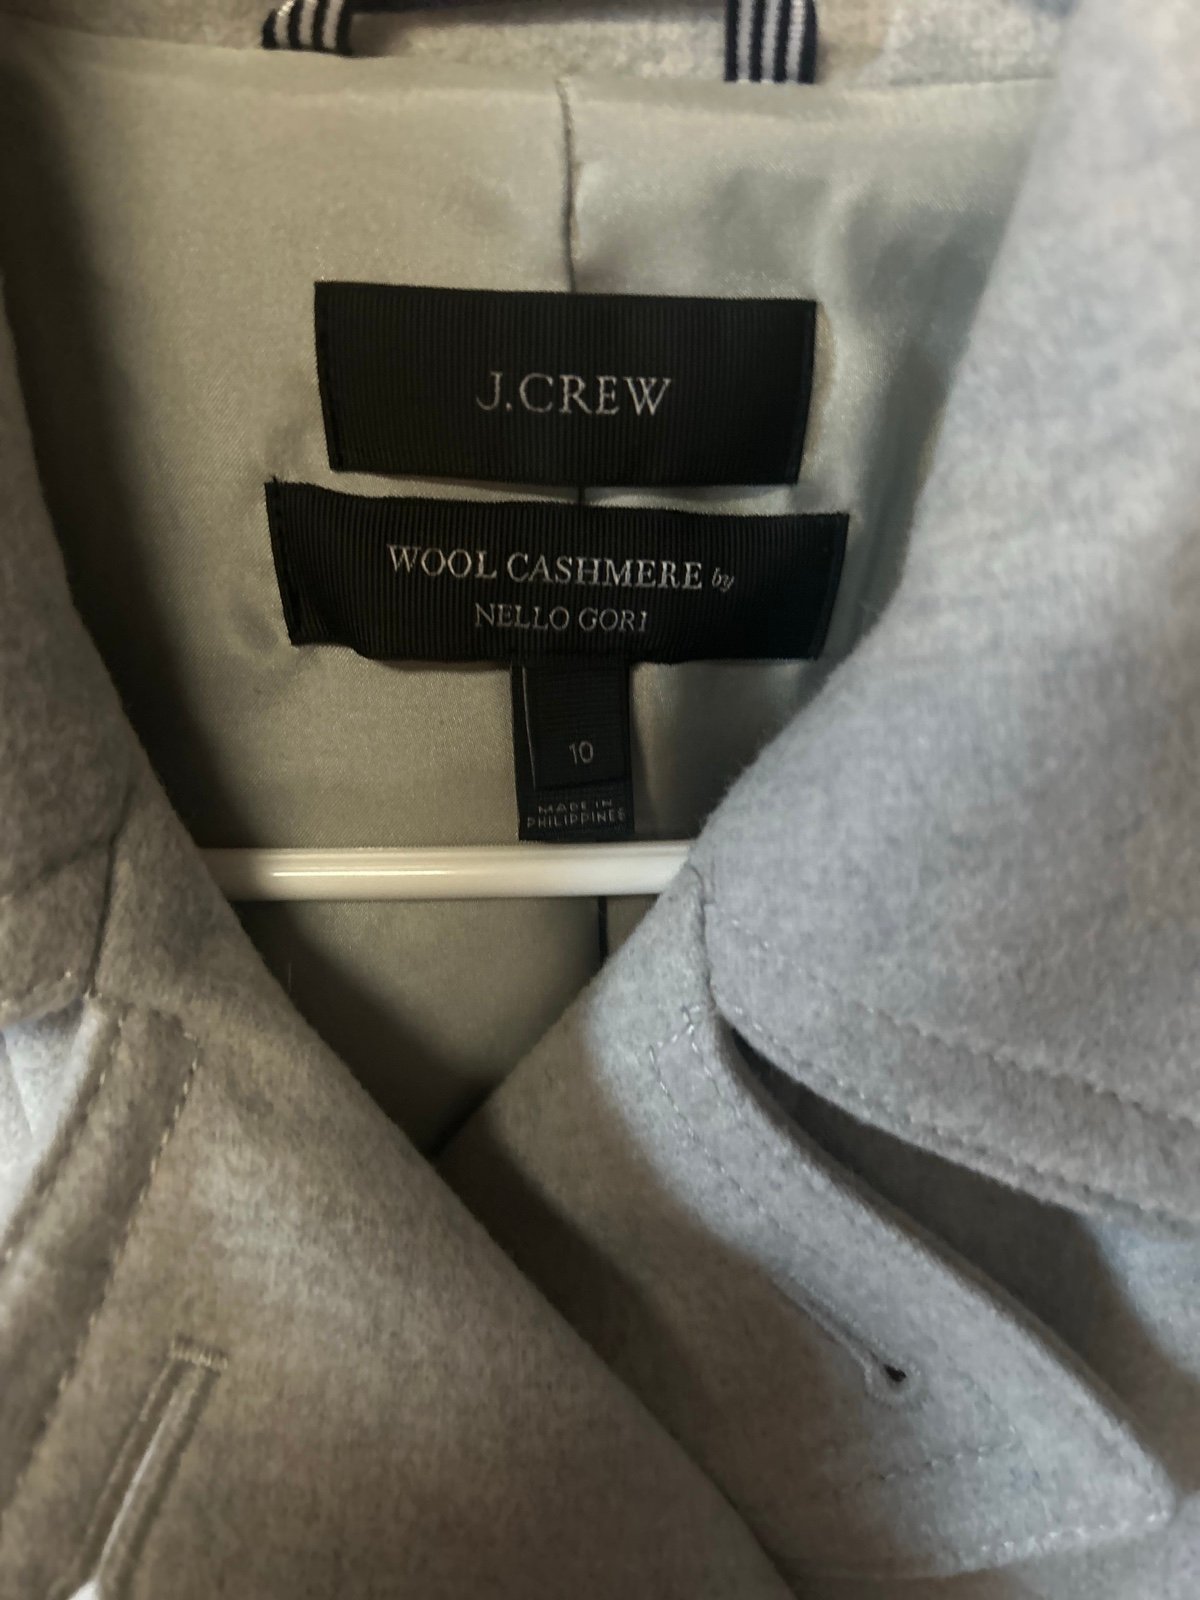 J.CREW
WOOL CASHMERE by
NELLO GORI
10
MADE IN
PHILIPPINES